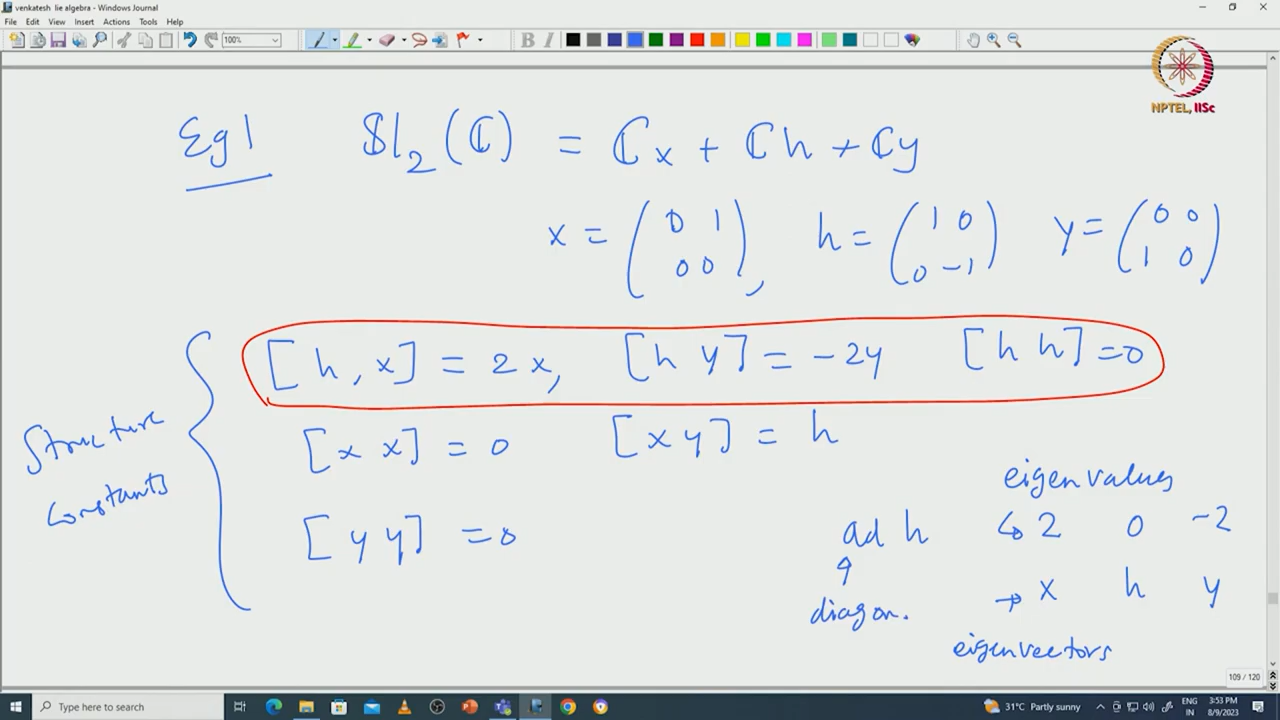 venkatesh lie algebra - Windows Journal
File Edit View Insert Actions Tools Help
100%
B I
NPTEL, IISc
Eg 1 sl₂(ℂ) = ℂx + ℂh + ℂy
x = (0 1 0 0), h = (1 0 0 -1) y = (0 0 1 0)
[h, x] = 2x, [h y] = -2y [h h] = 0
structure constants
[x x] = 0 [x y] = h
[y y] = 0
eigenvalues
ad h ↪ 2 0 -2
↑ diagon.
→ x h y
eigenvectors
109 / 120
Type here to search
31°C Partly sunny
ENG IN
3:53 PM
8/9/2023